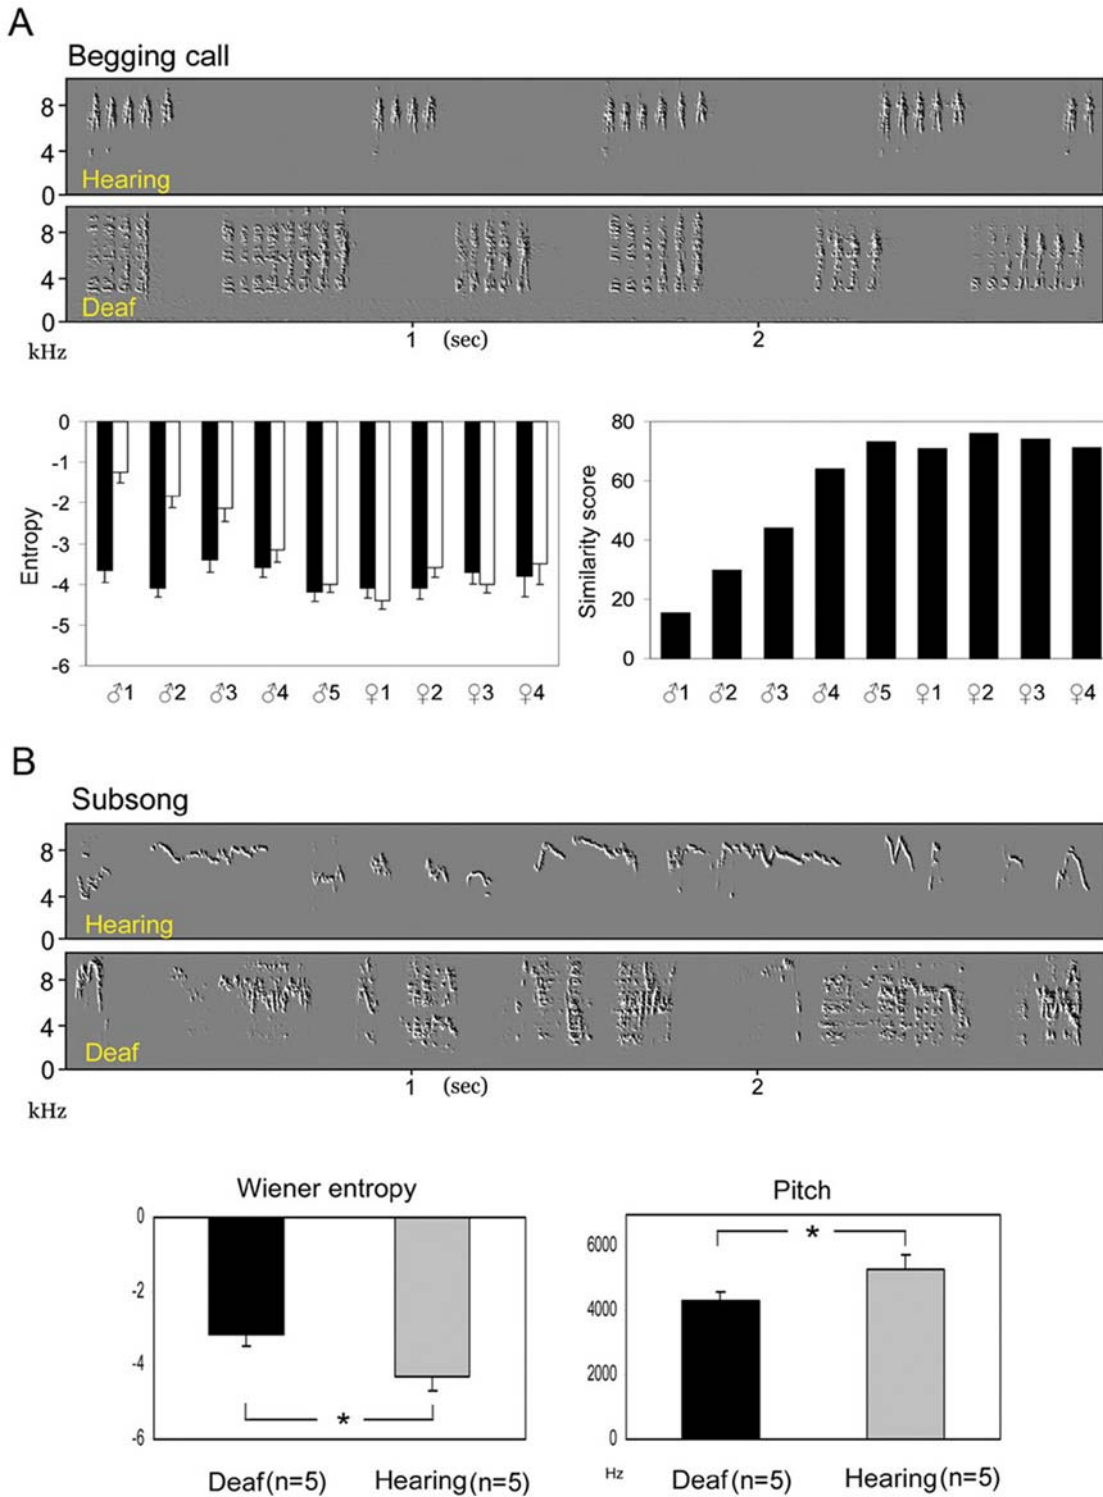 A
Begging call
8
4
0
Hearing
8
4
0
Deaf
kHz
1 (sec) 2
Entropy
0
-1
-2
-3
-4
-5
-6
♂1 ♂2 ♂3 ♂4 ♂5 ♀1 ♀2 ♀3 ♀4
Similarity score
80
60
40
20
0
♂1 ♂2 ♂3 ♂4 ♂5 ♀1 ♀2 ♀3 ♀4
B
Subsong
8
4
0
Hearing
8
4
0
Deaf
kHz
1 (sec) 2
Wiener entropy
0
-2
-4
-6
*
Deaf(n=5) Hearing(n=5)
Pitch
6000
4000
2000
0
Hz
*
Deaf(n=5) Hearing(n=5)